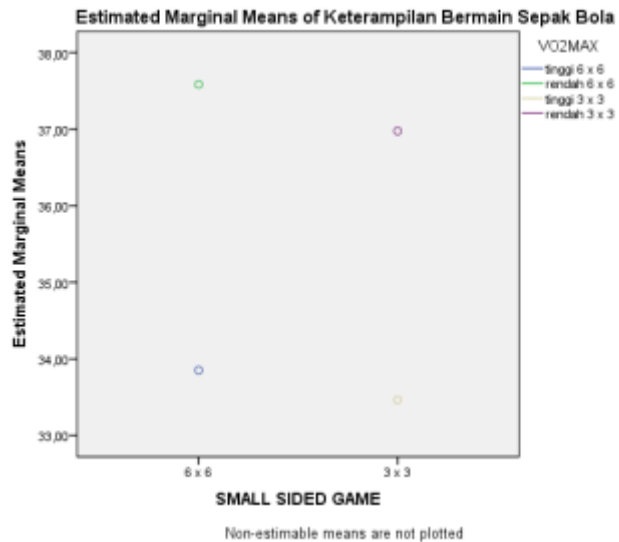 Estimated Marginal Means of Keterampilan Bermain Sepak Bola
VO2MAX
tinggi 6 x 6
rendah 6 x 6
tinggi 3 x 3
rendah 3 x 3
Estimated Marginal Means
38,00
37,00
36,00
35,00
34,00
33,00
6 x 6
3 x 3
SMALL SIDED GAME
Non-estimable means are not plotted